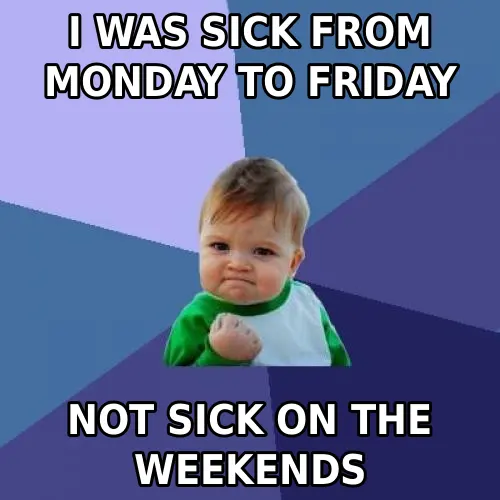 I WAS SICK FROM
MONDAY TO FRIDAY
NOT SICK ON THE
WEEKENDS